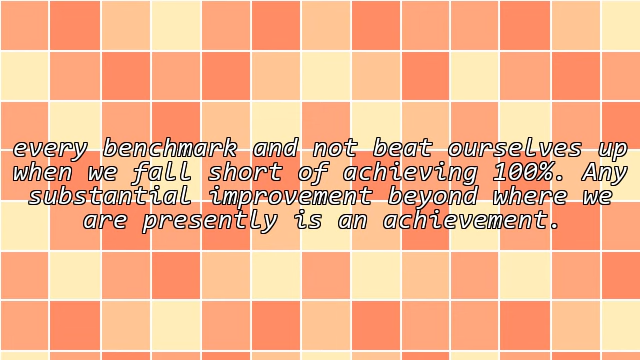 every benchmark and not beat ourselves up
when we fall short of achieving 100%. Any
substantial improvement beyond where we
are presently is an achievement.